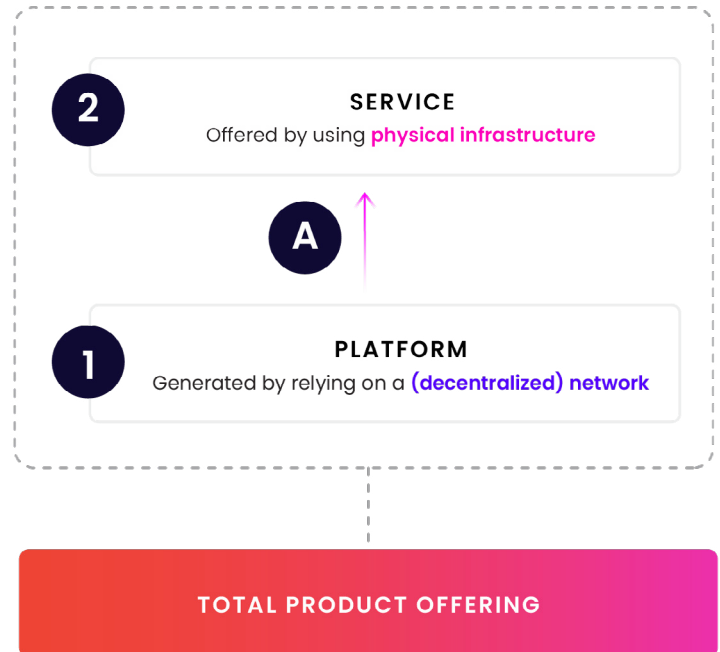 2
SERVICE
Offered by using physical infrastructure
A
1
PLATFORM
Generated by relying on a (decentralized) network
TOTAL PRODUCT OFFERING